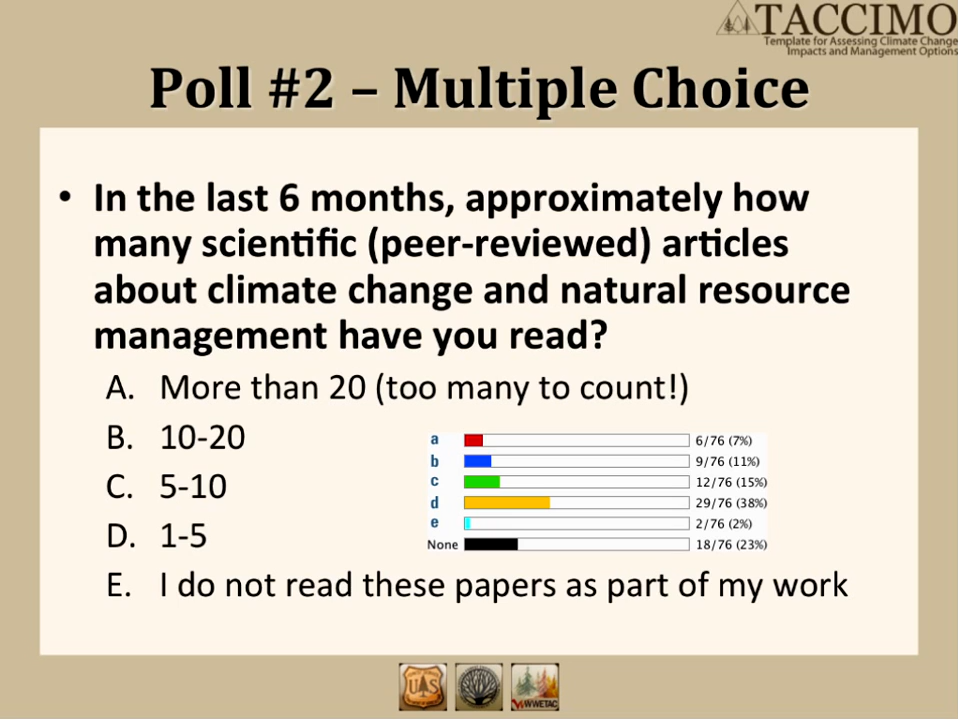 TACCIMO
Template for Assessing Climate Change
Impacts and Management Options
Poll #2 – Multiple Choice
• In the last 6 months, approximately how
many scientific (peer-reviewed) articles
about climate change and natural resource
management have you read?
A. More than 20 (too many to count!)
B. 10-20
C. 5-10
D. 1-5
E. I do not read these papers as part of my work
a 6/76 (7%)
b 9/76 (11%)
c 12/76 (15%)
d 29/76 (38%)
e 2/76 (2%)
None 18/76 (23%)
UAS
WWETAC